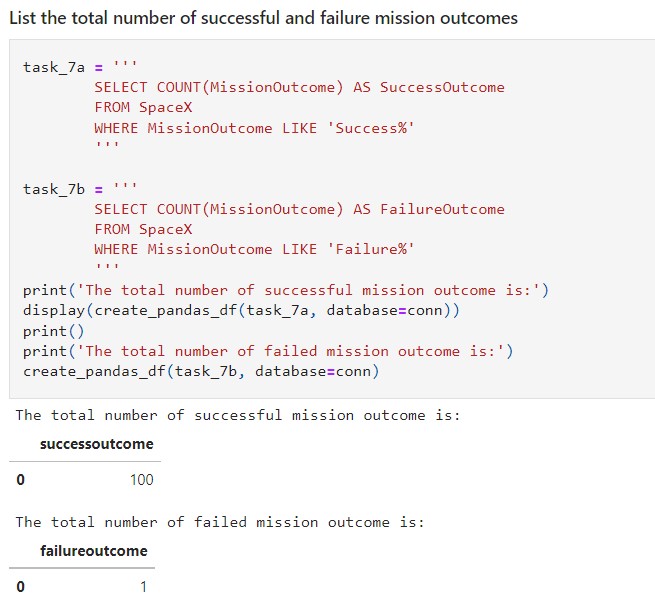 List the total number of successful and failure mission outcomes
task_7a = '''
        SELECT COUNT(MissionOutcome) AS SuccessOutcome
        FROM SpaceX
        WHERE MissionOutcome LIKE 'Success%'
        '''
task_7b = '''
        SELECT COUNT(MissionOutcome) AS FailureOutcome
        FROM SpaceX
        WHERE MissionOutcome LIKE 'Failure%'
        '''
print('The total number of successful mission outcome is:')
display(create_pandas_df(task_7a, database=conn))
print()
print('The total number of failed mission outcome is:')
create_pandas_df(task_7b, database=conn)
The total number of successful mission outcome is:
successoutcome
0 100
The total number of failed mission outcome is:
failureoutcome
0 1